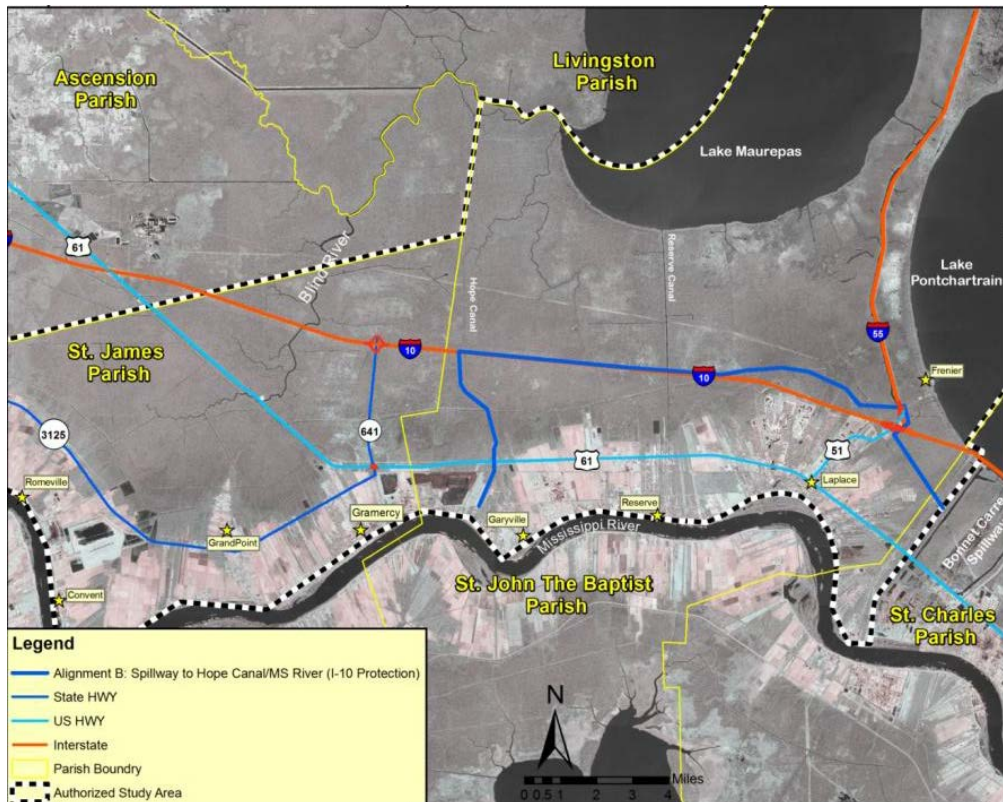 Ascension
Parish
Livingston
Parish
Lake Maurepas
61
Blind River
Hope Canal
Reserve Canal
Lake
Pontchartrain
St. James
Parish
10
10
55
Frenier
3125
641
61
51
Romeville
Laplace
GrandPoint
Gramercy
Garyville
Reserve
Mississippi River
Convent
St. John The Baptist
Parish
St. Charles
Parish
Legend
Alignment B: Spillway to Hope Canal/MS River (I-10 Protection)
State HWY
US HWY
Interstate
Parish Boundry
Authorized Study Area
N
Miles
0 0.5 1 2 3 4